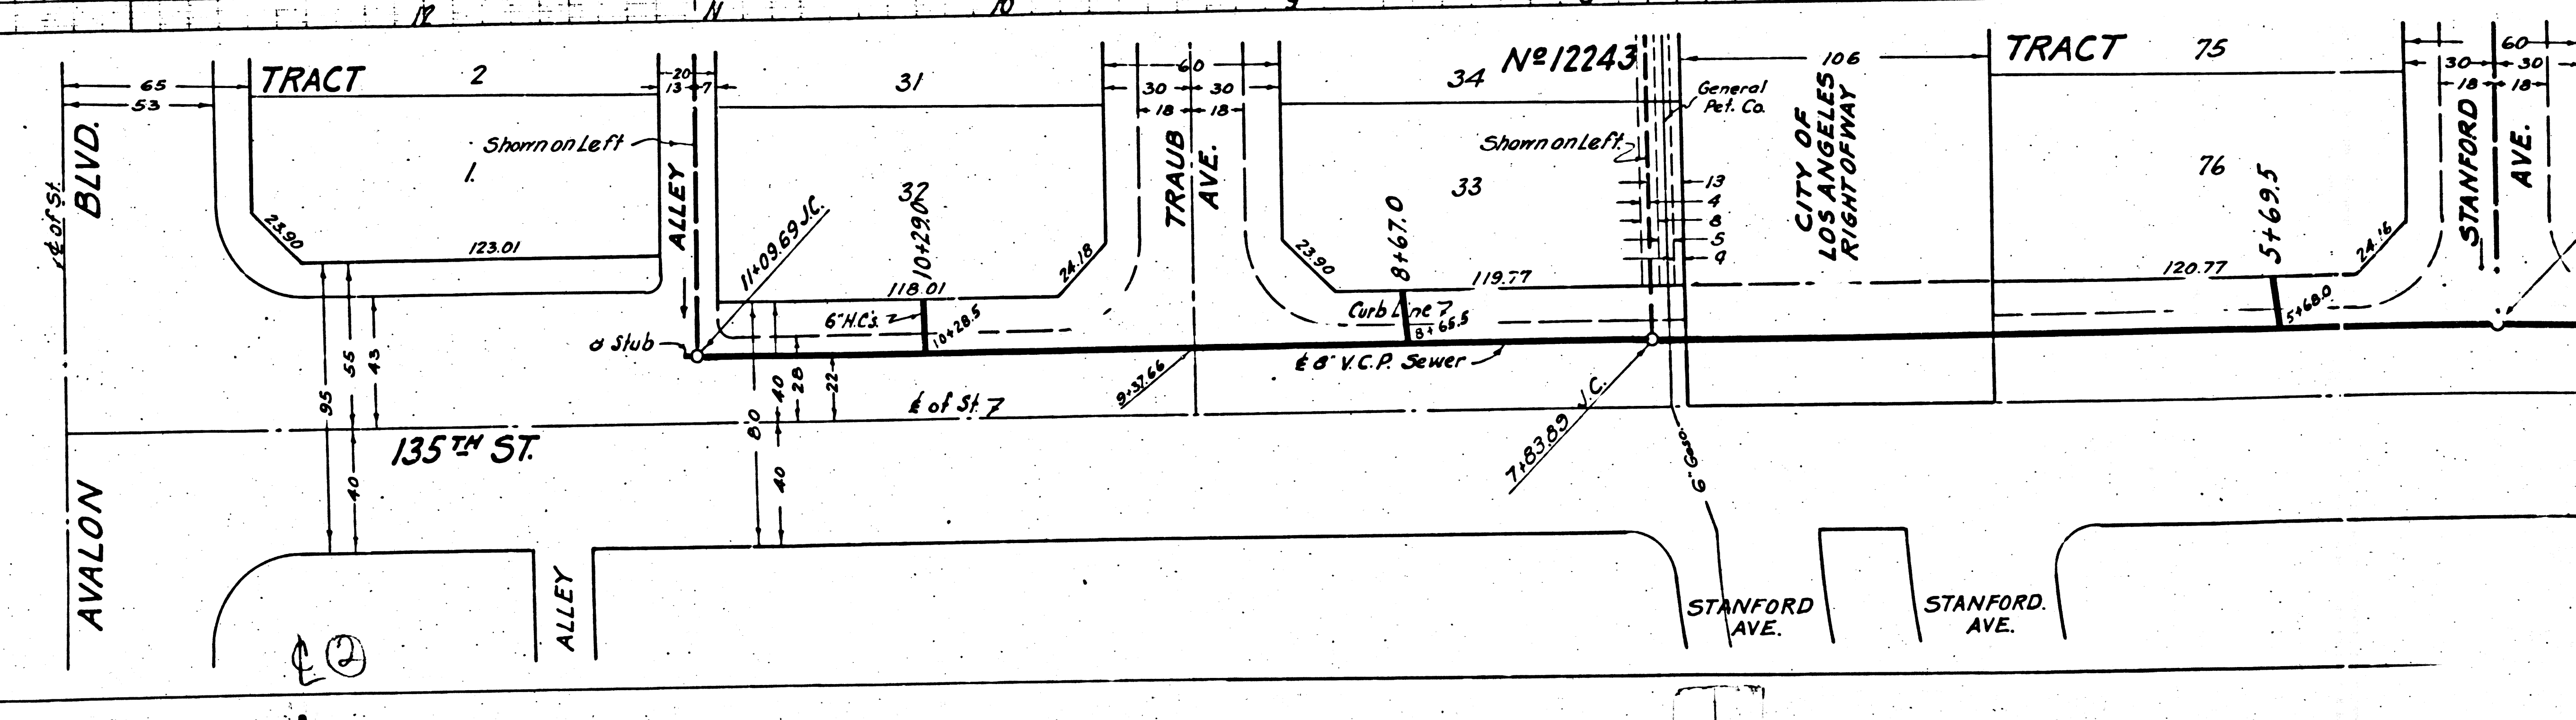 12
11
10
9
TRACT
2
31
34
Nº 12243
TRACT
75
65
53
20
13
7
60
30
30
18
18
106
60
30
30
18
18
General
Pet. Co.
BLVD.
℄ of St.
1.
Shown on Left
ALLEY
32
TRAUB
AVE.
33
Shown on Left
13
4
8
5
9
CITY OF
LOS ANGELES
RIGHT OF WAY
76
STANFORD
AVE.
23.90
123.01
11+09.69 J.C.
118.01
10+29.0
24.18
23.90
8+67.0
119.77
120.77
5+69.5
24.16
6" H.C's.
10+28.5
Curb Line
8+65.5
5+68.0
8 Stub
℄ 8" V.C.P. Sewer
9+37.66
7+83.89 J.C.
95
55
43
80
40
28
22
℄ of St.
135TH ST.
40
40
6" Gaso.
AVALON
ALLEY
STANFORD
AVE.
STANFORD.
AVE.
℄ 2